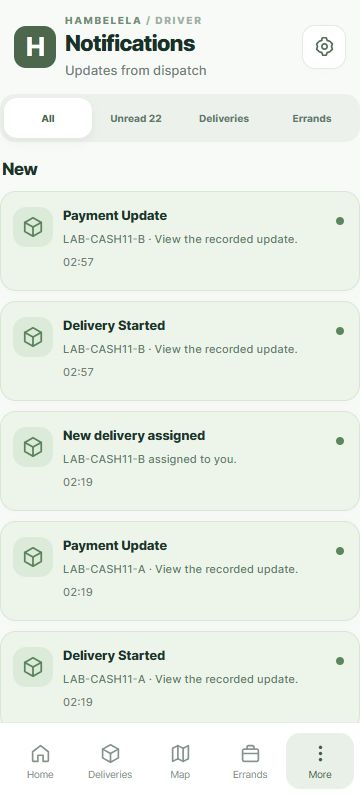 H
HAMBELELA / DRIVER
Notifications
Updates from dispatch
All
Unread 22
Deliveries
Errands
New
Payment Update
LAB-CASH11-B · View the recorded update.
02:57
Delivery Started
LAB-CASH11-B · View the recorded update.
02:57
New delivery assigned
LAB-CASH11-B assigned to you.
02:19
Payment Update
LAB-CASH11-A · View the recorded update.
02:19
Delivery Started
LAB-CASH11-A · View the recorded update.
02:19
Home
Deliveries
Map
Errands
More